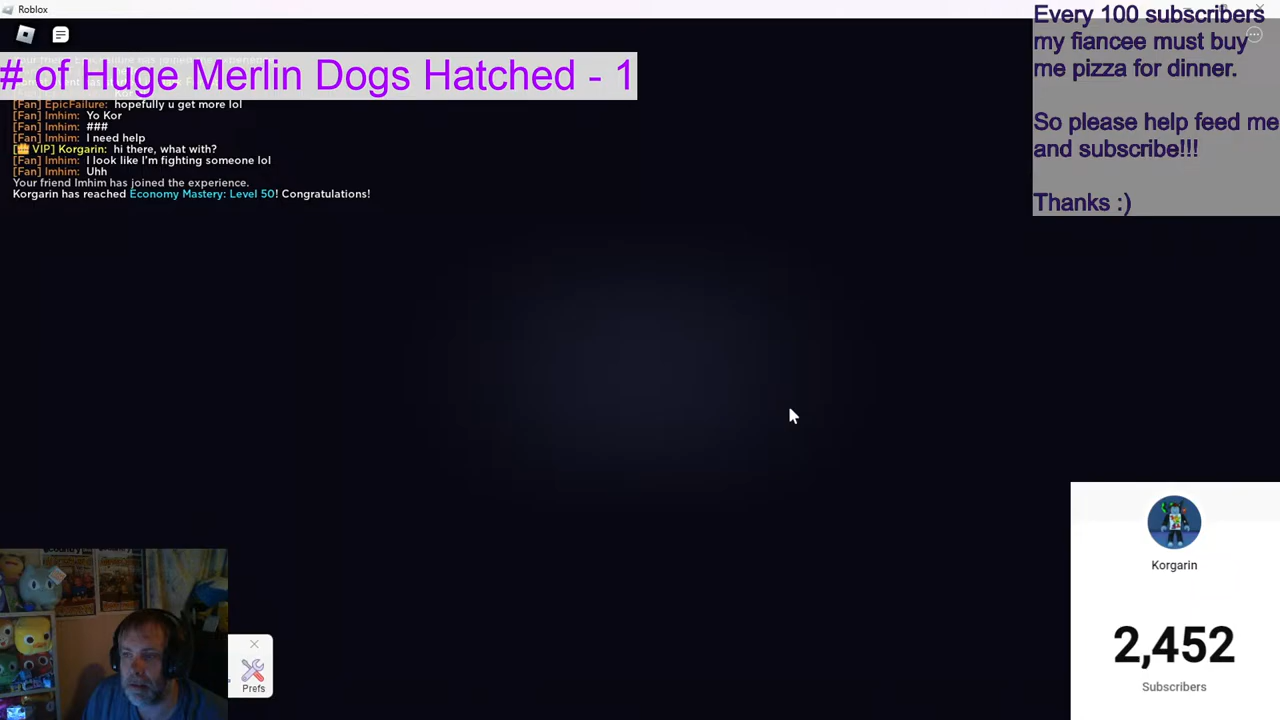 Roblox
# of Huge Merlin Dogs Hatched - 1
[Fan] EpicFailure: hopefully u get more lol
[Fan] Imhim: Yo Kor
[Fan] Imhim: ###
[Fan] Imhim: I need help
[👑 VIP] Korgarin: hi there, what with?
[Fan] Imhim: I look like I'm fighting someone lol
[Fan] Imhim: Uhh
Your friend Imhim has joined the experience.
Korgarin has reached Economy Mastery: Level 50! Congratulations!
Every 100 subscribers
my fiancee must buy
me pizza for dinner.
So please help feed me
and subscribe!!!
Thanks :)
Prefs
Korgarin
2,452
Subscribers